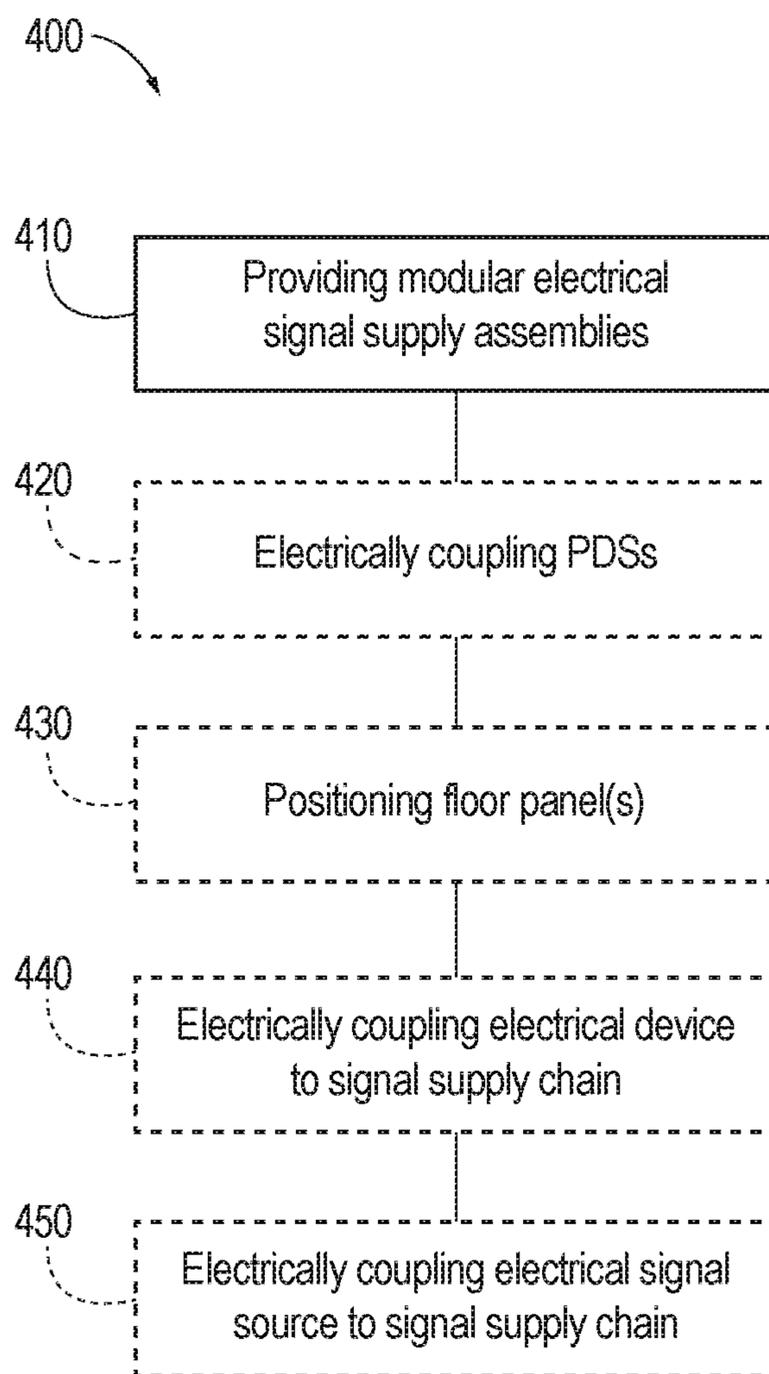 400
410
Providing modular electrical
signal supply assemblies
420
Electrically coupling PDSs
430
Positioning floor panel(s)
440
Electrically coupling electrical device
to signal supply chain
450
Electrically coupling electrical signal
source to signal supply chain